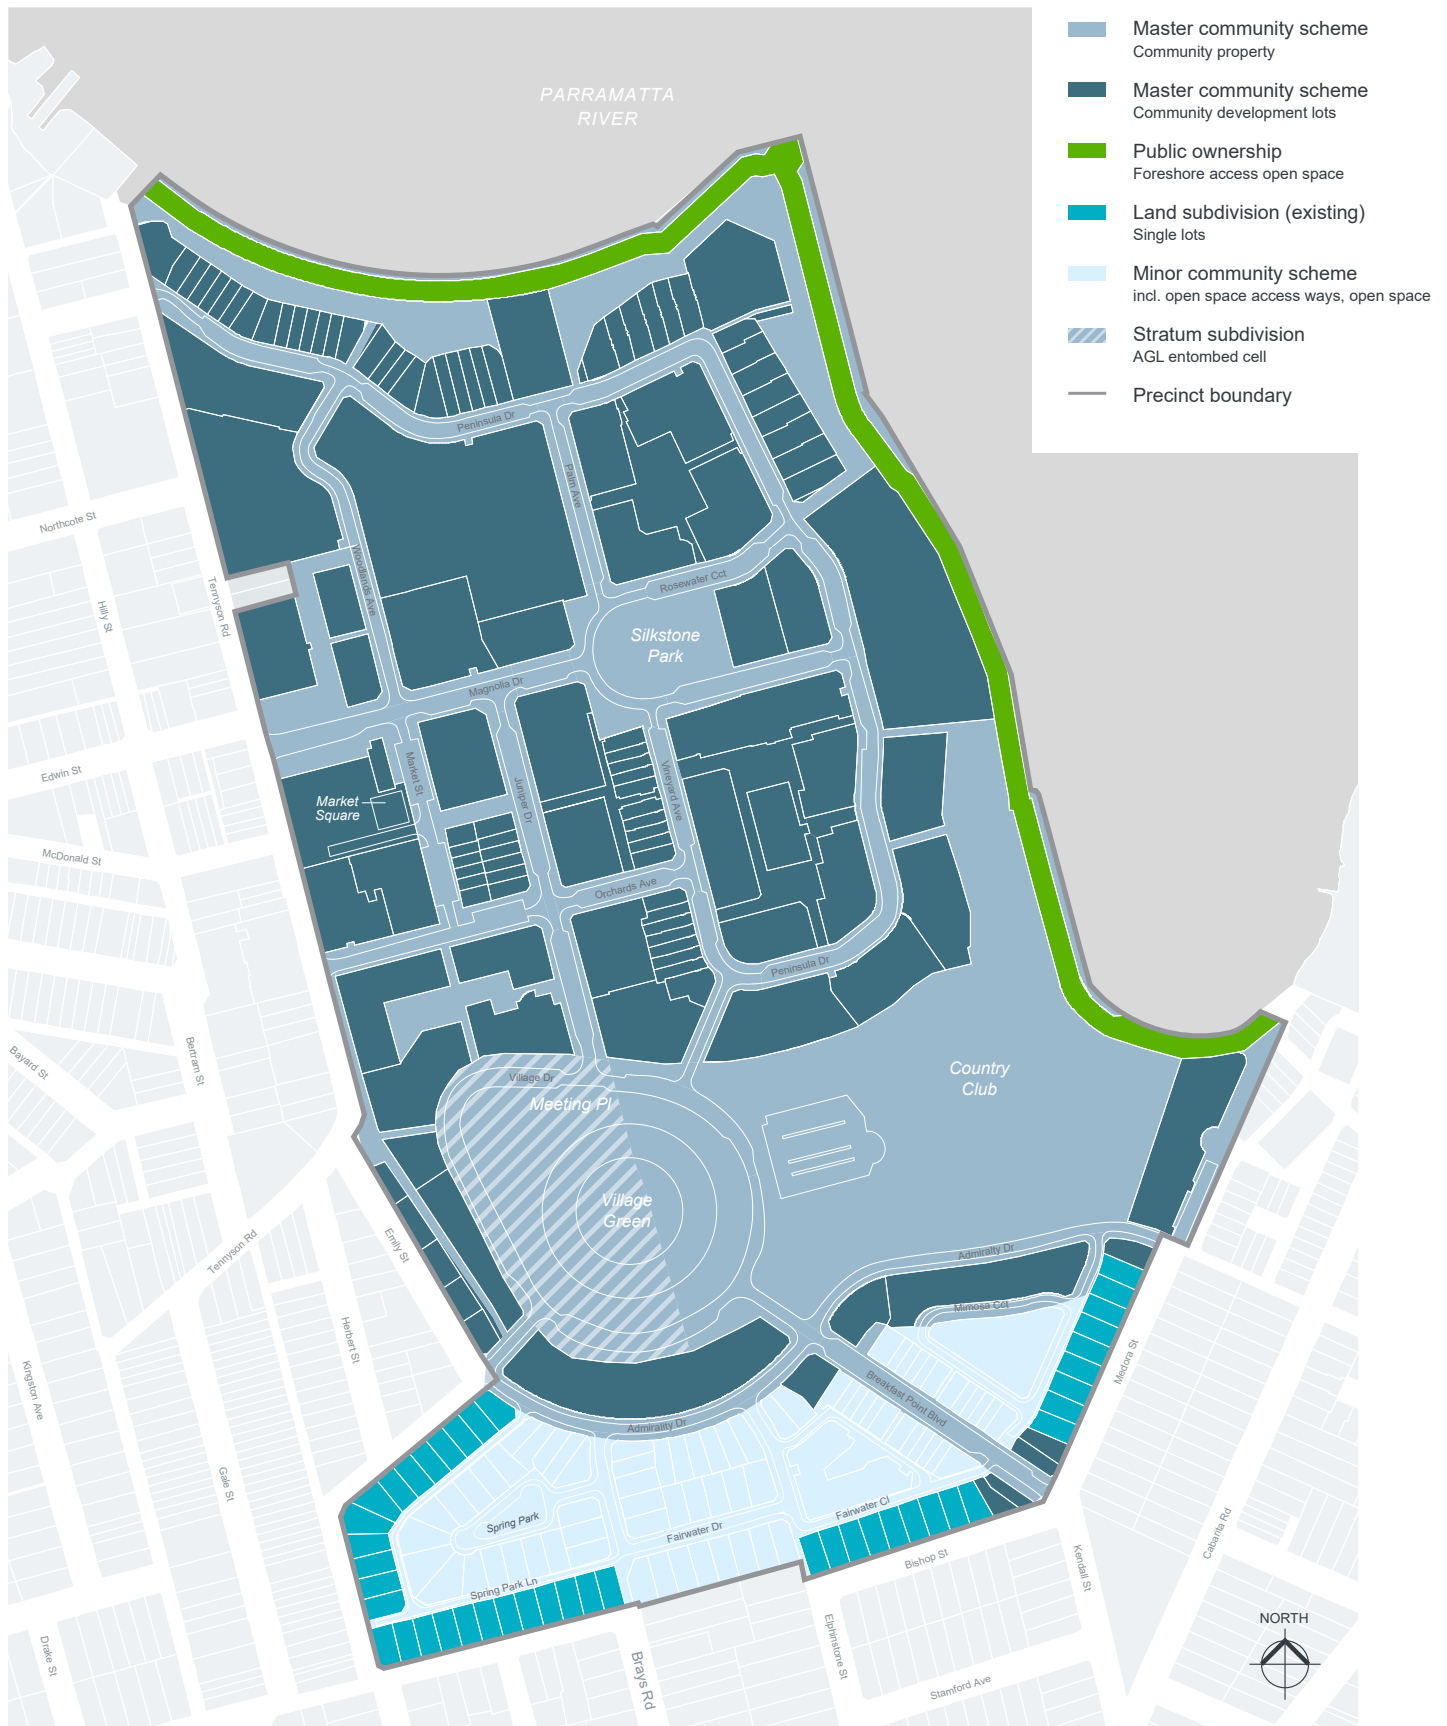 PARRAMATTA
RIVER
Master community scheme
Community property
Master community scheme
Community development lots
Public ownership
Foreshore access open space
Land subdivision (existing)
Single lots
Minor community scheme
incl. open space access ways, open space
Stratum subdivision
AGL entombed cell
Precinct boundary
Peninsula Dr
Palm Ave
Northcote St
Woodlands Ave
Rosewater Cct
Tennyson Rd
Hilly St
Silkstone
Park
Magnolia Dr
Edwin St
Market St
Juniper Dr
Vineyard Ave
Market
Square
McDonald St
Orchards Ave
Peninsula Dr
Bayard St
Bertram St
Village Dr
Meeting Pl
Country
Club
Village
Green
Emily St
Tennyson Rd
Admiralty Dr
Mimosa Cct
Herbert St
Kingston Ave
Medora St
Breakfast Point Blvd
Admirality Dr
Gale St
Spring Park
Fairwater Dr
Fairwater Cl
Cabarita Rd
Bishop St
Kendall St
Spring Park Ln
Drake St
Brays Rd
Elphinstone St
Stamford Ave
NORTH